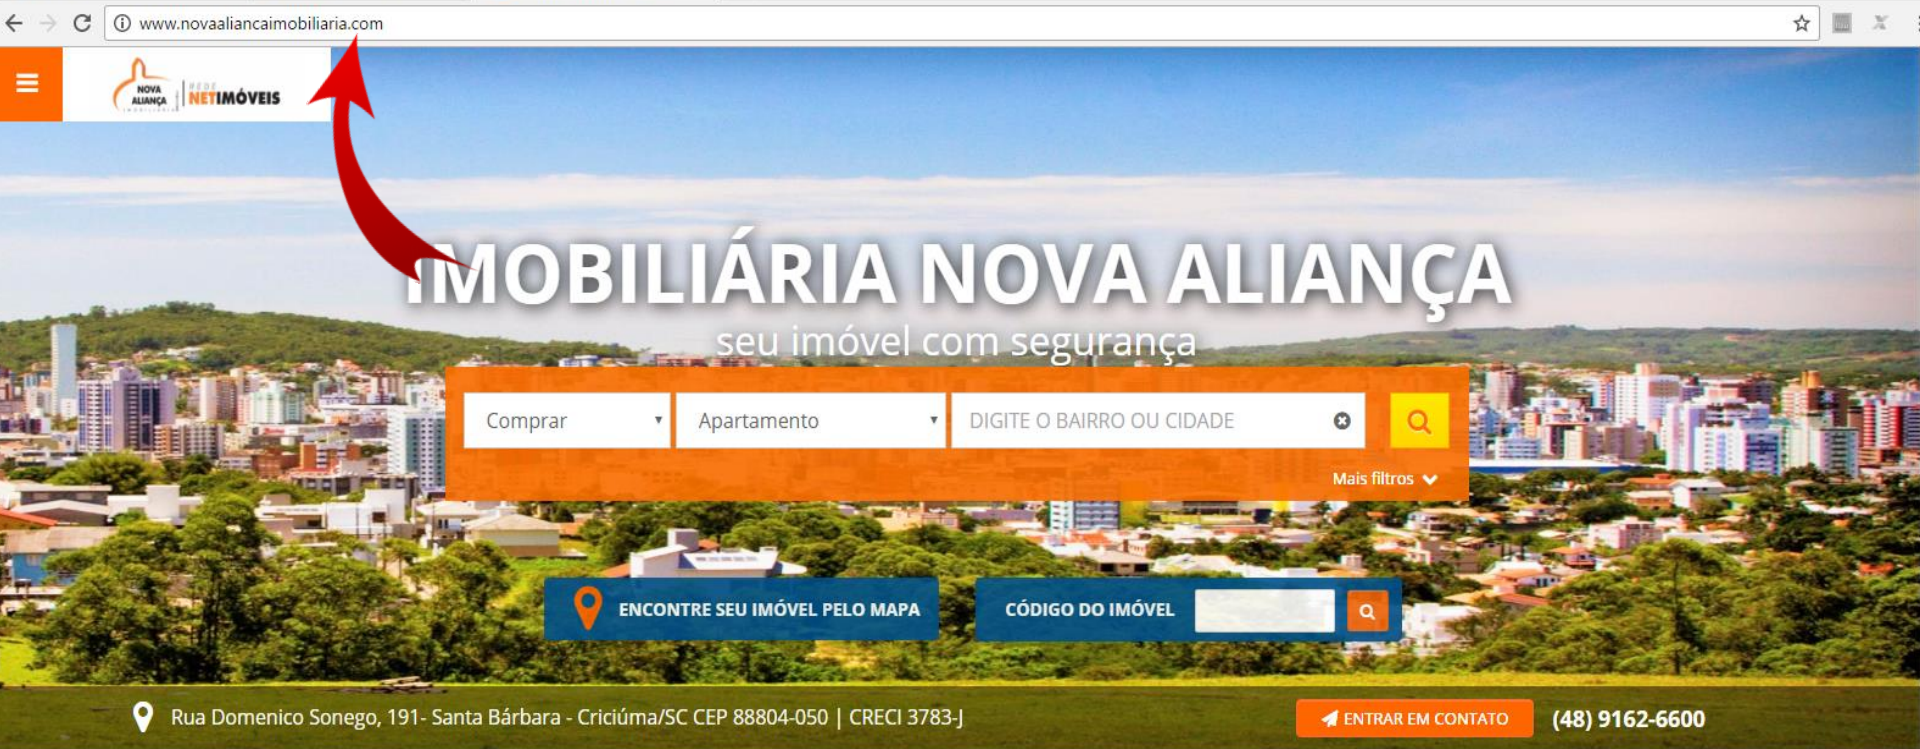 www.novaaliancaimobiliaria.com
NOVA
ALIANÇA
IMOBILIÁRIA
REDE
NETIMÓVEIS
IMOBILIÁRIA NOVA ALIANÇA
seu imóvel com segurança
Comprar
Apartamento
DIGITE O BAIRRO OU CIDADE
Mais filtros
ENCONTRE SEU IMÓVEL PELO MAPA
CÓDIGO DO IMÓVEL
Rua Domenico Sonego, 191- Santa Bárbara - Criciúma/SC CEP 88804-050 | CRECI 3783-J
ENTRAR EM CONTATO
(48) 9162-6600